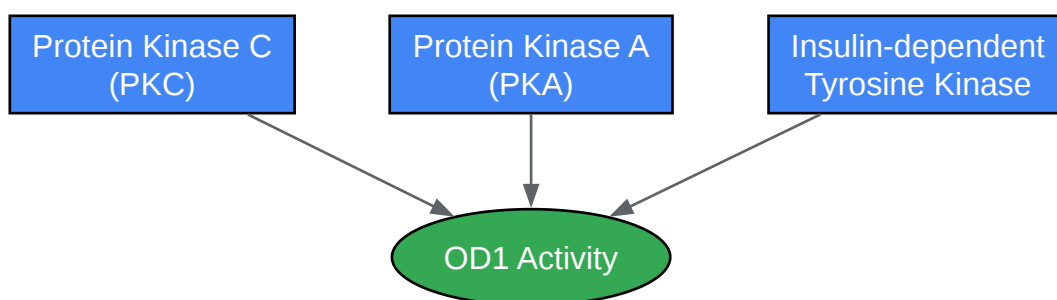 Protein Kinase C
(PKC)
Protein Kinase A
(PKA)
Insulin-dependent
Tyrosine Kinase
OD1 Activity